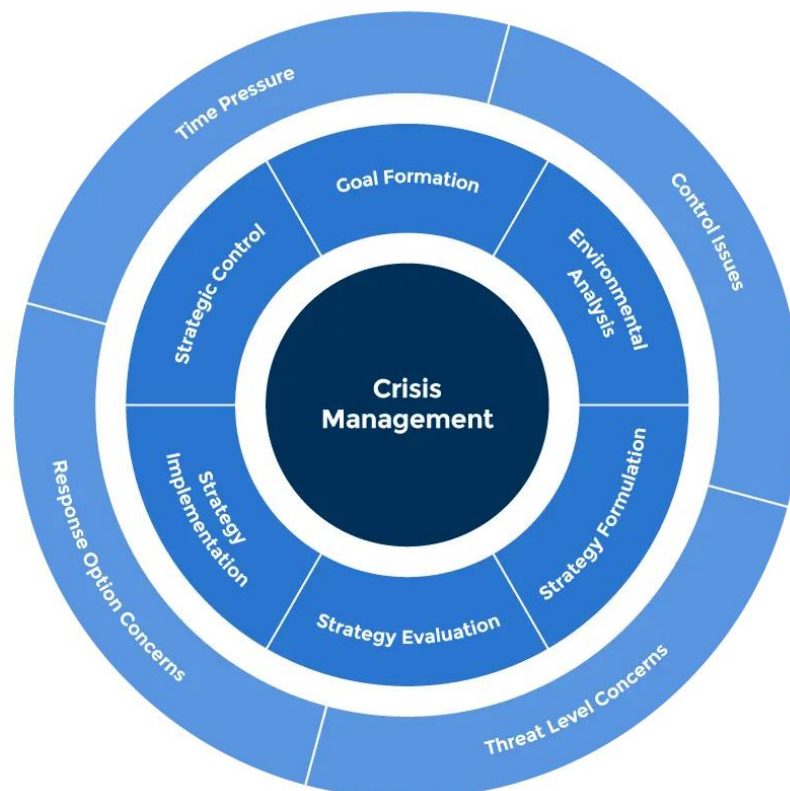 Time Pressure
Control Issues
Threat Level Concerns
Response Option Concerns
Goal Formation
Environmental
Analysis
Strategy Formulation
Strategy Evaluation
Strategy
Implementation
Strategic Control
Crisis
Management